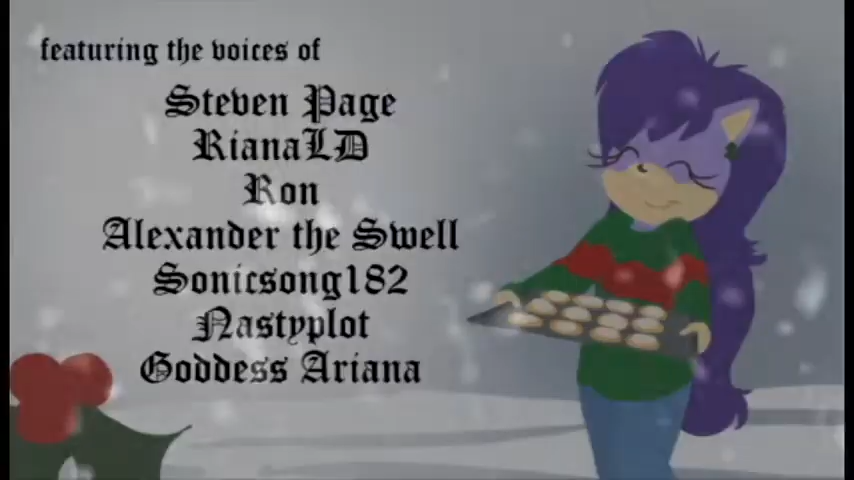 featuring the voices of
Steven Page
RianaLD
Ron
Alexander the Swell
Sonicsong182
Nastyplot
Goddess Ariana